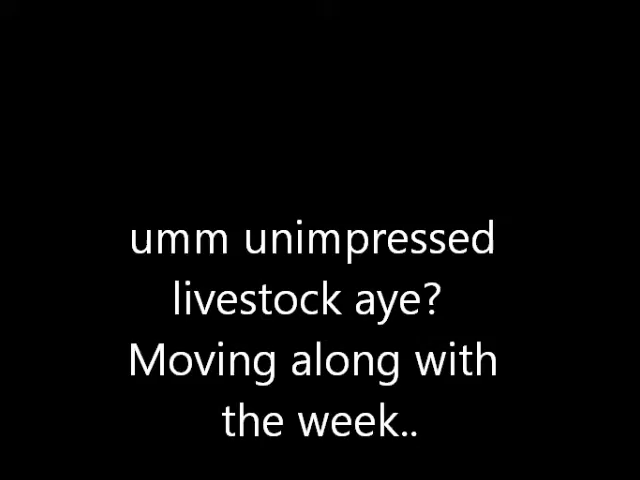 umm unimpressed
livestock aye?
Moving along with
the week..